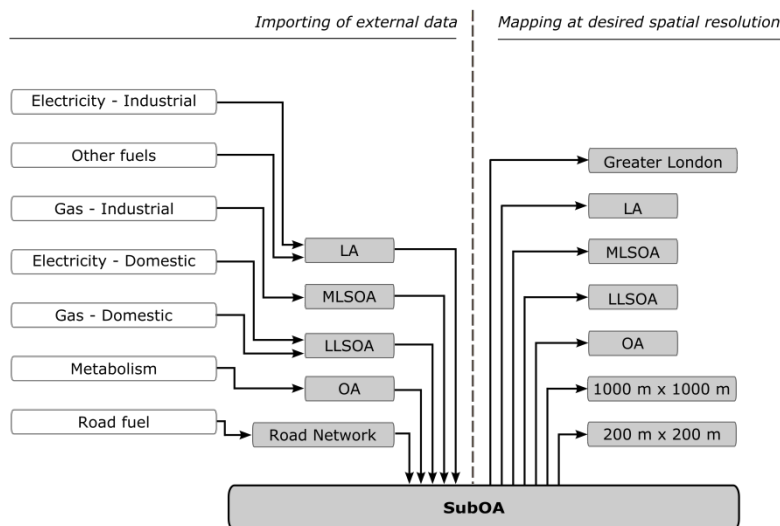 Importing of external data
Mapping at desired spatial resolution
Electricity - Industrial
Other fuels
Gas - Industrial
Electricity - Domestic
Gas - Domestic
Metabolism
Road fuel
LA
MLSOA
LLSOA
OA
Road Network
Greater London
LA
MLSOA
LLSOA
OA
1000 m x 1000 m
200 m x 200 m
SubOA